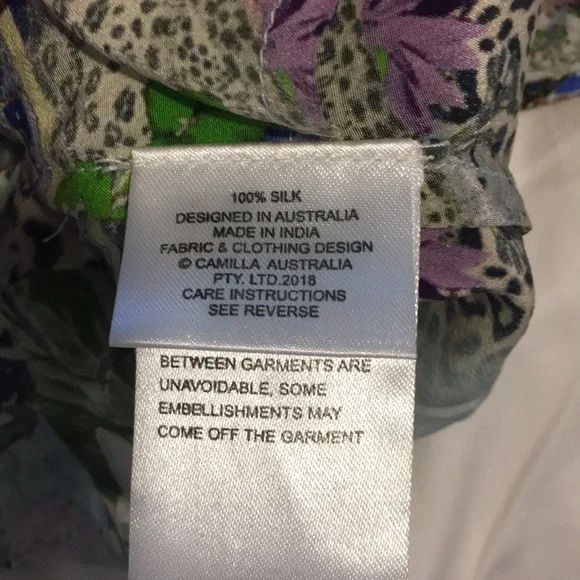 100% SILK
DESIGNED IN AUSTRALIA
MADE IN INDIA
FABRIC & CLOTHING DESIGN
© CAMILLA AUSTRALIA
PTY. LTD.2018
CARE INSTRUCTIONS
SEE REVERSE
BETWEEN GARMENTS ARE
UNAVOIDABLE, SOME
EMBELLISHMENTS MAY
COME OFF THE GARMENT